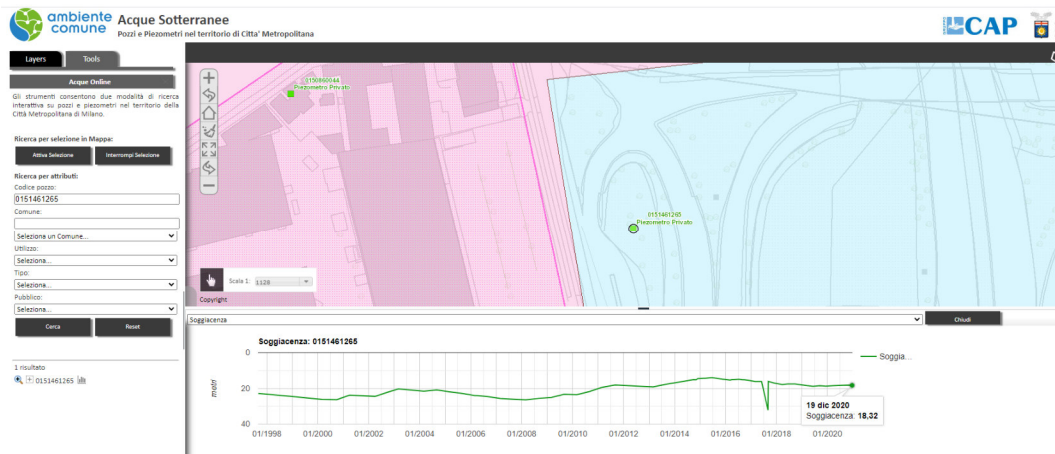 ambiente
comune
Acque Sotterranee
Pozzi e Piezometri nel territorio di Citta' Metropolitana
CAP
Layers
Tools
Acque Online
Gli strumenti consentono due modalità di ricerca
interattiva su pozzi e piezometri nel territorio della
Città Metropolitana di Milano.
Ricerca per selezione in Mappa:
Attiva Selezione
Interrompi Selezione
Ricerca per attributi:
Codice pozzo:
0151461265
Comune:
Seleziona un Comune...
Utilizzo:
Seleziona...
Tipo:
Seleziona...
Pubblico:
Seleziona...
Cerca
Reset
1 risultato
0151461265
0150860044
Piezometro Privato
0151461265
Piezometro Privato
Scala 1:
1128
Copyright
Soggiacenza
Chiudi
Soggiacenza: 0151461265
0
20
40
metri
01/1998
01/2000
01/2002
01/2004
01/2006
01/2008
01/2010
01/2012
01/2014
01/2016
01/2018
01/2020
Soggia...
19 dic 2020
Soggiacenza: 18,32